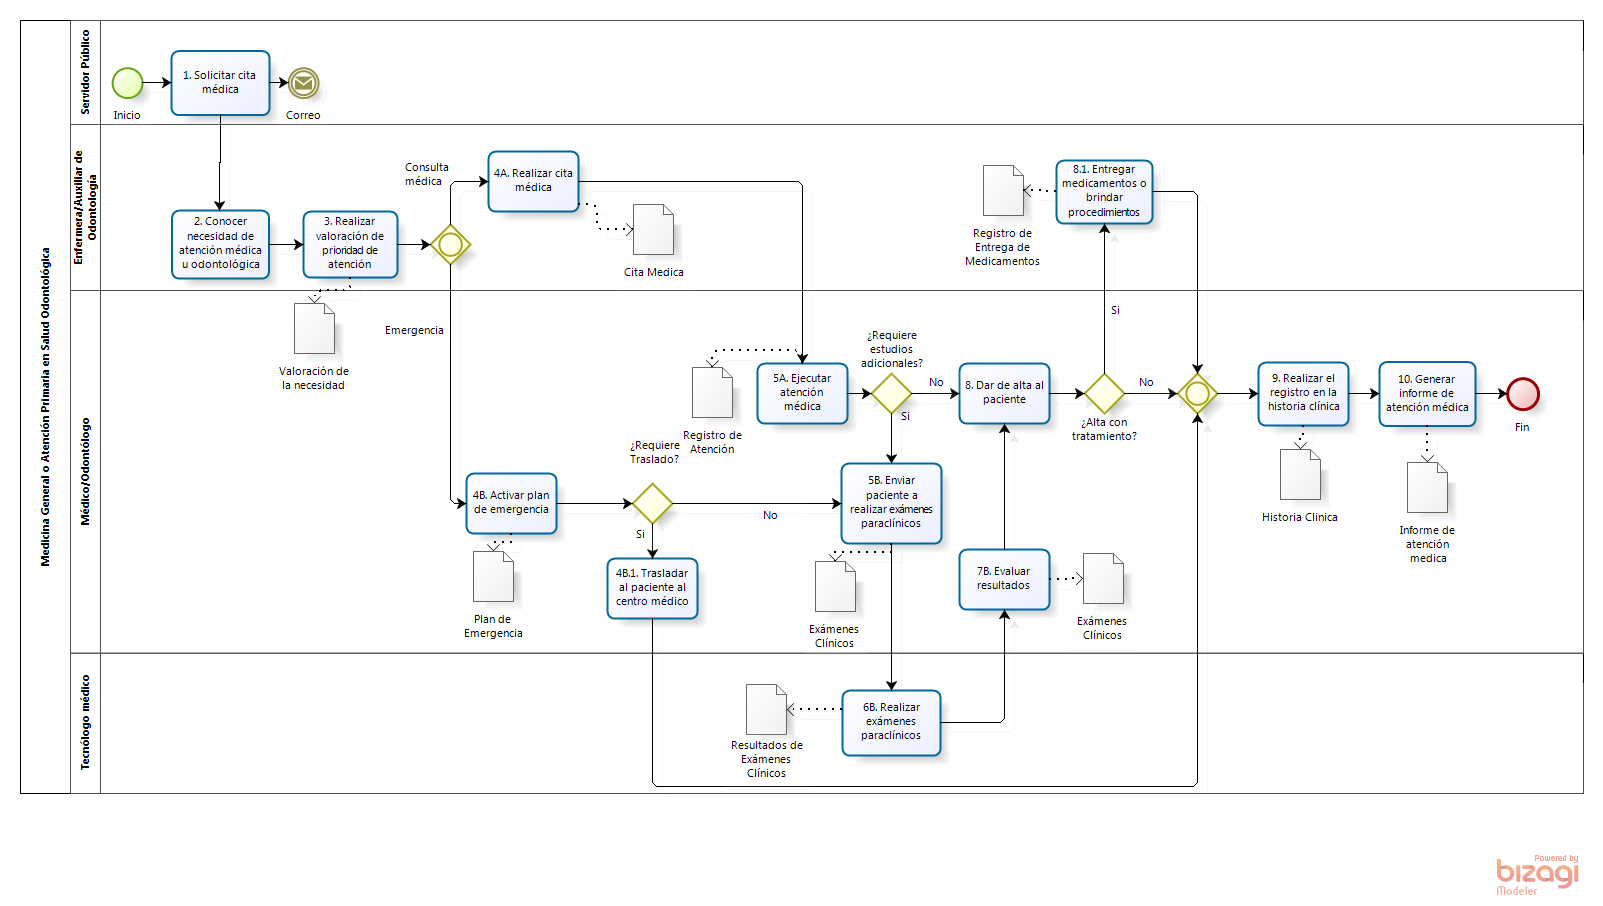 Medicina General o Atención Primaria en Salud Odontológica
Servidor Público
Inicio
1. Solicitar cita
médica
Correo
Enfermera/Auxiliar de
Odontología
2. Conocer
necesidad de
atención médica
u odontológica
3. Realizar
valoración de
prioridad de
atención
Valoración de
la necesidad
Consulta
médica
Emergencia
4A. Realizar cita
médica
Cita Medica
8.1. Entregar
medicamentos o
brindar
procedimientos
Registro de
Entrega de
Medicamentos
Si
Médico/Odontólogo
5A. Ejecutar
atención
médica
Registro de
Atención
¿Requiere
estudios
adicionales?
No
Si
8. Dar de alta al
paciente
¿Alta con
tratamiento?
No
9. Realizar el
registro en la
historia clínica
Historia Clinica
10. Generar
informe de
atención médica
Informe de
atención
medica
Fin
4B. Activar plan
de emergencia
Plan de
Emergencia
¿Requiere
Traslado?
No
Si
4B.1. Trasladar
al paciente al
centro médico
5B. Enviar
paciente a
realizar exámenes
paraclínicos
Exámenes
Clínicos
7B. Evaluar
resultados
Exámenes
Clínicos
Tecnólogo médico
6B. Realizar
exámenes
paraclínicos
Resultados de
Exámenes
Clínicos
Powered by
bizagi
Modeler